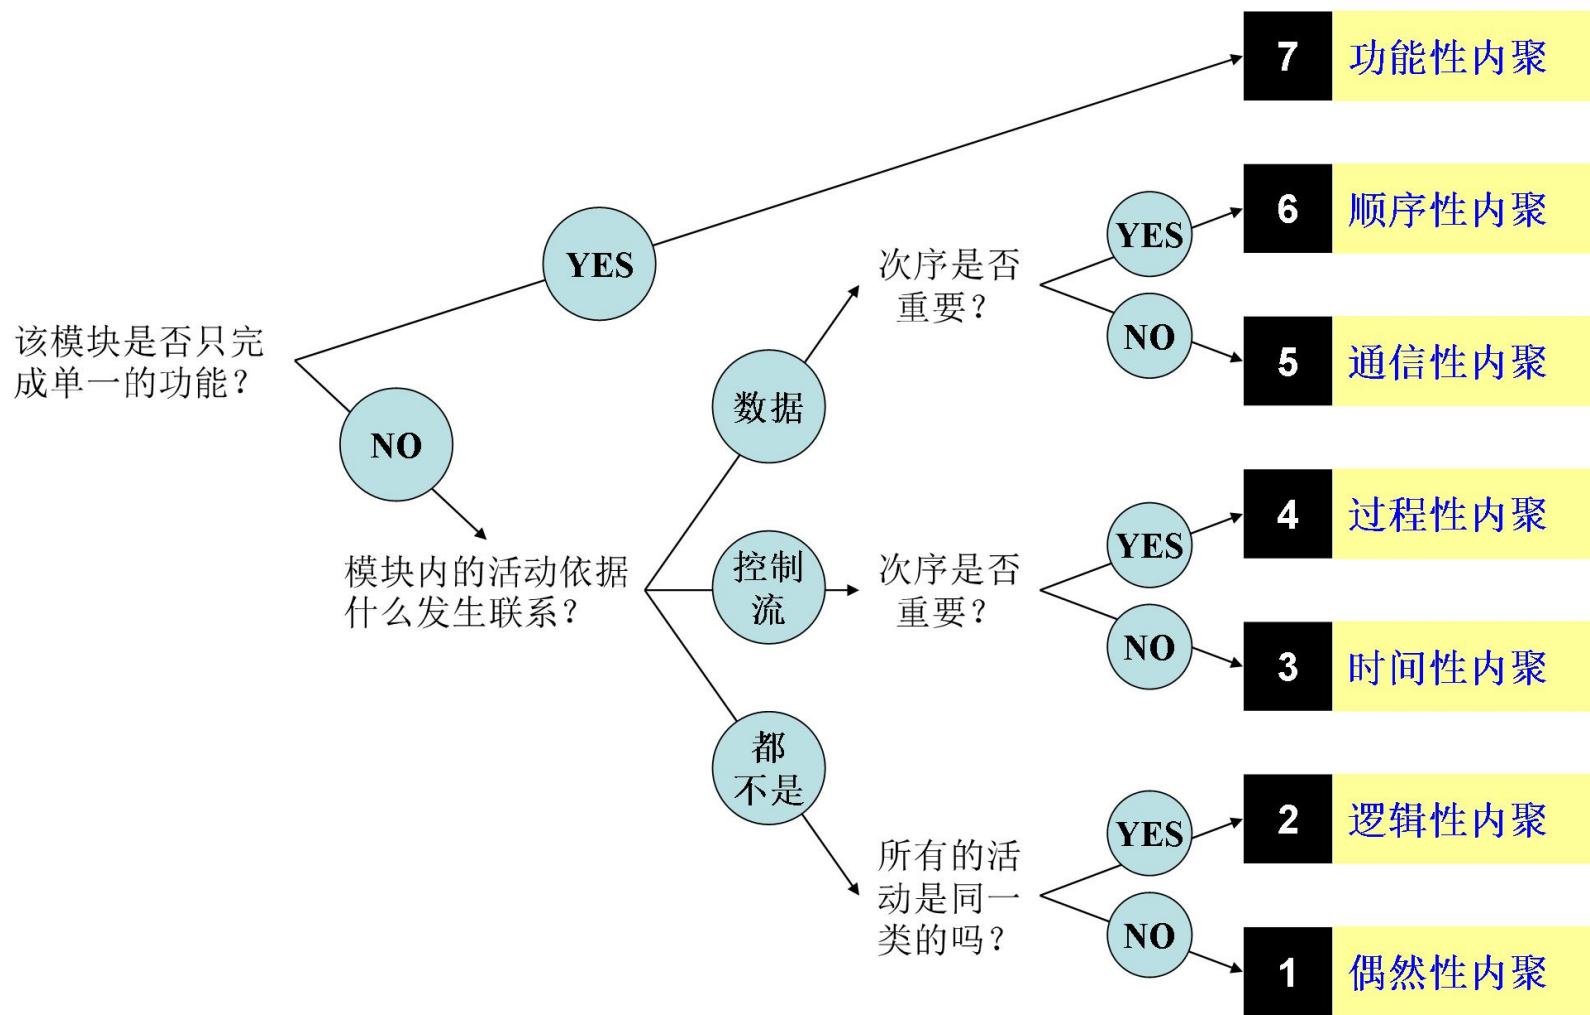 7 功能性内聚
YES
6 顺序性内聚
YES
次序是否
重要？
NO
5 通信性内聚
该模块是否只完
成单一的功能？
NO
数据
模块内的活动依据
什么发生联系？
控制
流
次序是否
重要？
YES
4 过程性内聚
NO
3 时间性内聚
都
不是
所有的活
动是同一
类的吗？
YES
2 逻辑性内聚
NO
1 偶然性内聚